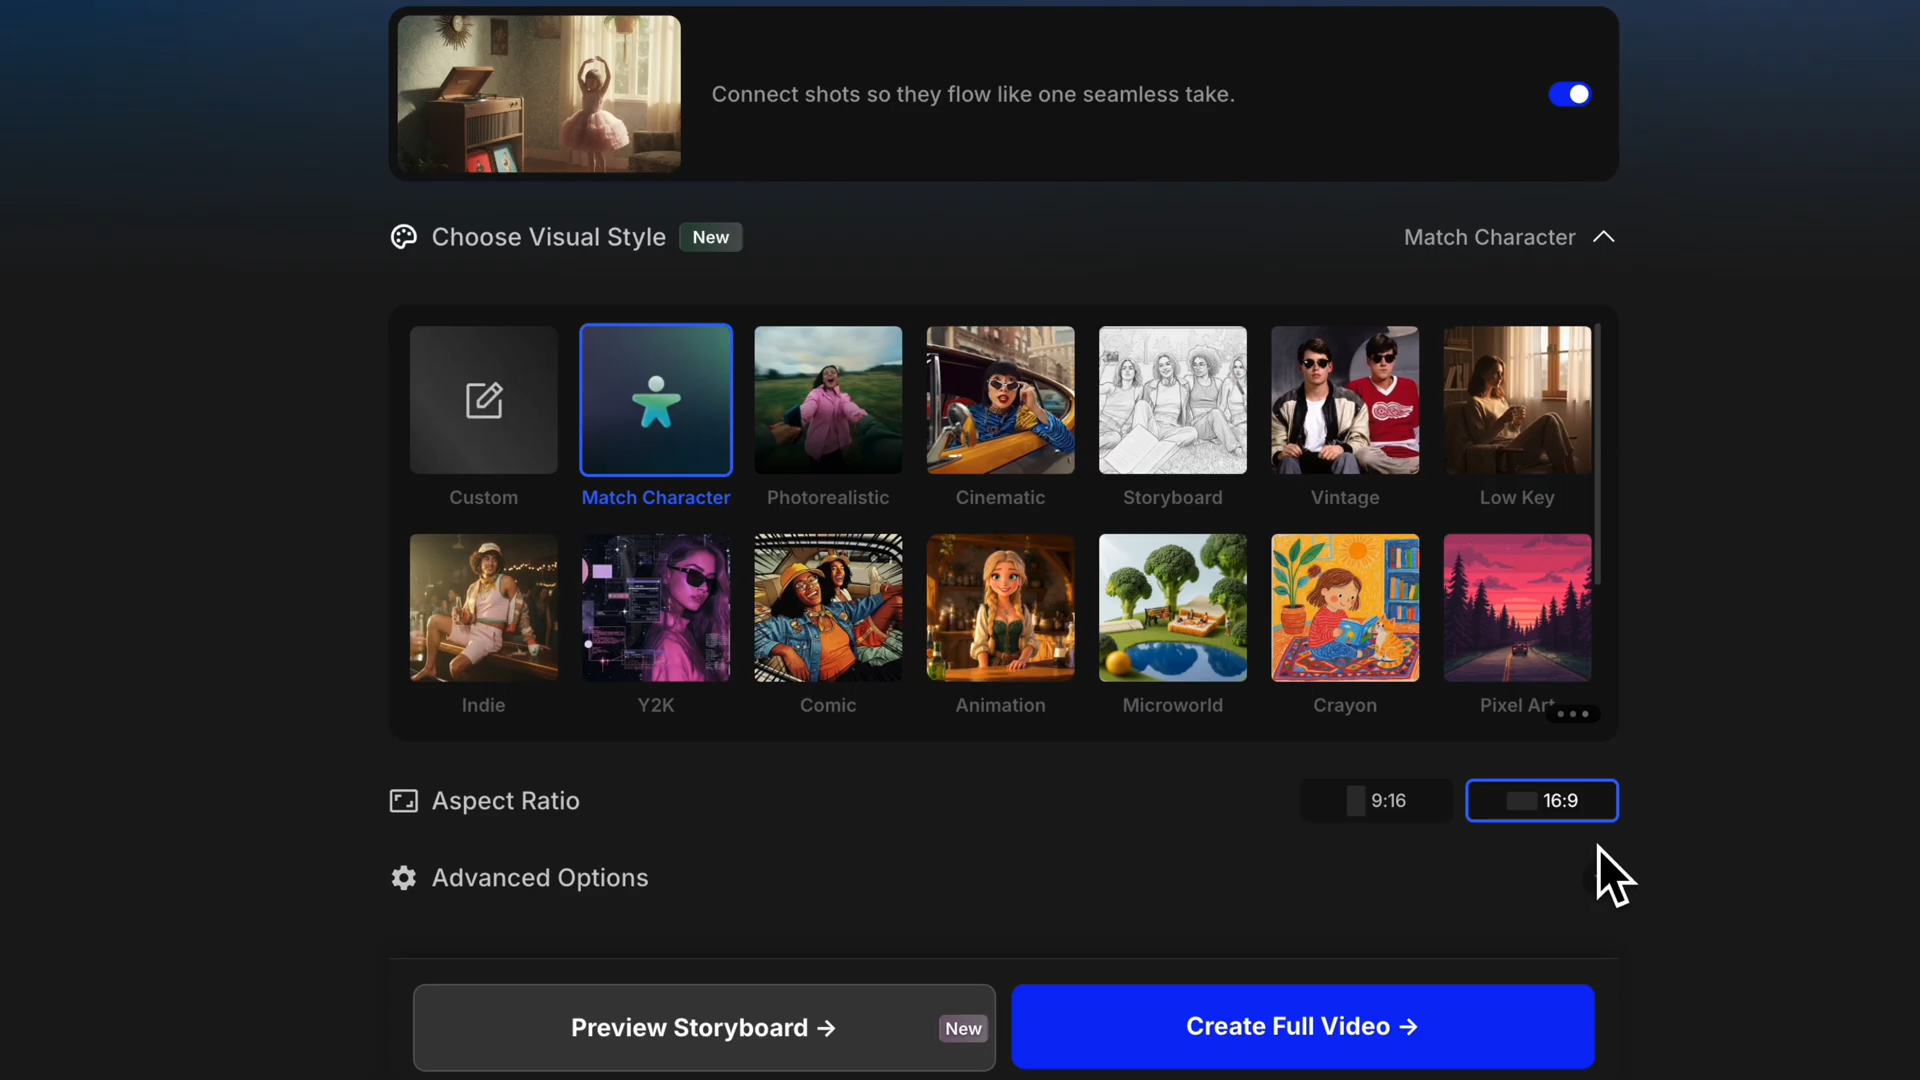 Connect shots so they flow like one seamless take.
Choose Visual Style New
Match Character
Custom
Match Character
Photorealistic
Cinematic
Storyboard
Vintage
Low Key
Indie
Y2K
Comic
Animation
Microworld
Crayon
Pixel Art
Aspect Ratio
9:16
16:9
Advanced Options
Preview Storyboard →
New
Create Full Video →